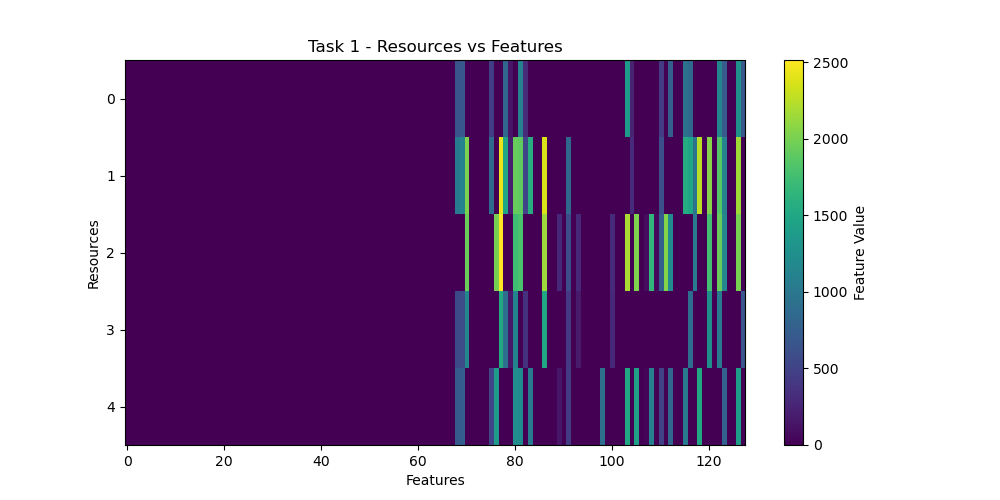 Task 1 - Resources vs Features
0
1
2
3
4
Resources
0 20 40 60 80 100 120
Features
2500
2000
1500
1000
500
0
Feature Value